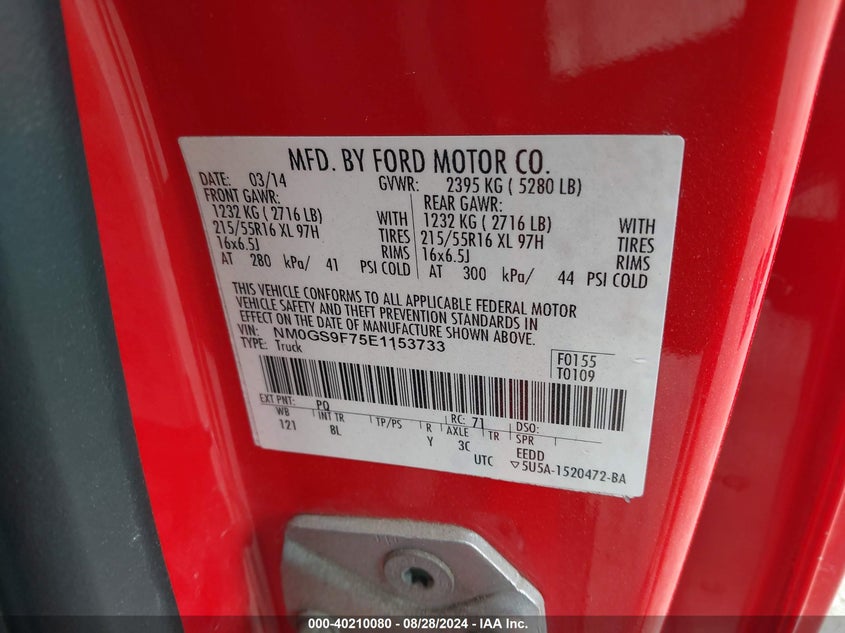 MFD. BY FORD MOTOR CO.
DATE: 03/14 GVWR: 2395 KG ( 5280 LB)
FRONT GAWR: REAR GAWR:
1232 KG ( 2716 LB) WITH 1232 KG ( 2716 LB) WITH
215/55R16 XL 97H TIRES 215/55R16 XL 97H TIRES
16x6.5J RIMS 16x6.5J RIMS
AT 280 kPa/ 41 PSI COLD AT 300 kPa/ 44 PSI COLD
THIS VEHICLE CONFORMS TO ALL APPLICABLE FEDERAL MOTOR
VEHICLE SAFETY AND THEFT PREVENTION STANDARDS IN
EFFECT ON THE DATE OF MANUFACTURE SHOWN ABOVE.
VIN: NM0GS9F75E1153733
TYPE: Truck
F0155
T0109
EXT PNT: PQ RC: 71 DSO:
WB INT TR TP/PS R AXLE TR SPR
121 BL Y 3C EEDD
UTC ▽5U5A-1520472-BA
000-40210080 - 08/28/2024 - IAA Inc.